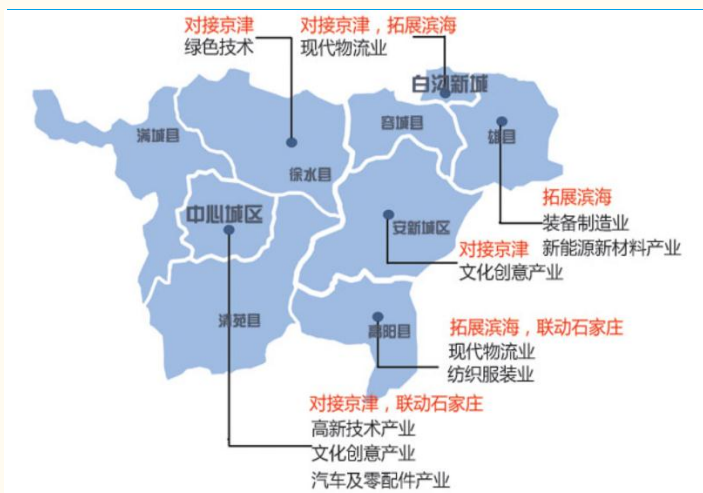 对接京津
绿色技术
对接京津，拓展滨海
现代物流业
白沟新城
满城县
容城县
雄县
徐水县
中心城区
安新城区
拓展滨海
装备制造业
新能源新材料产业
对接京津
文化创意产业
清苑县
高阳县
拓展滨海，联动石家庄
现代物流业
纺织服装业
对接京津，联动石家庄
高新技术产业
文化创意产业
汽车及零配件产业